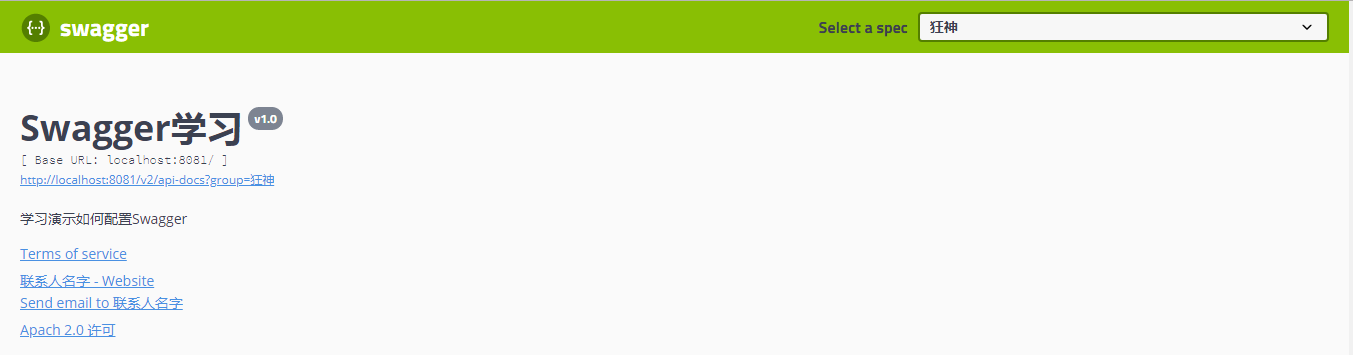 {···} swagger
Select a spec 狂神
Swagger学习 v1.0
[ Base URL: localhost:8081/ ]
http://localhost:8081/v2/api-docs?group=狂神
学习演示如何配置Swagger
Terms of service
联系人名字 - Website
Send email to 联系人名字
Apach 2.0 许可